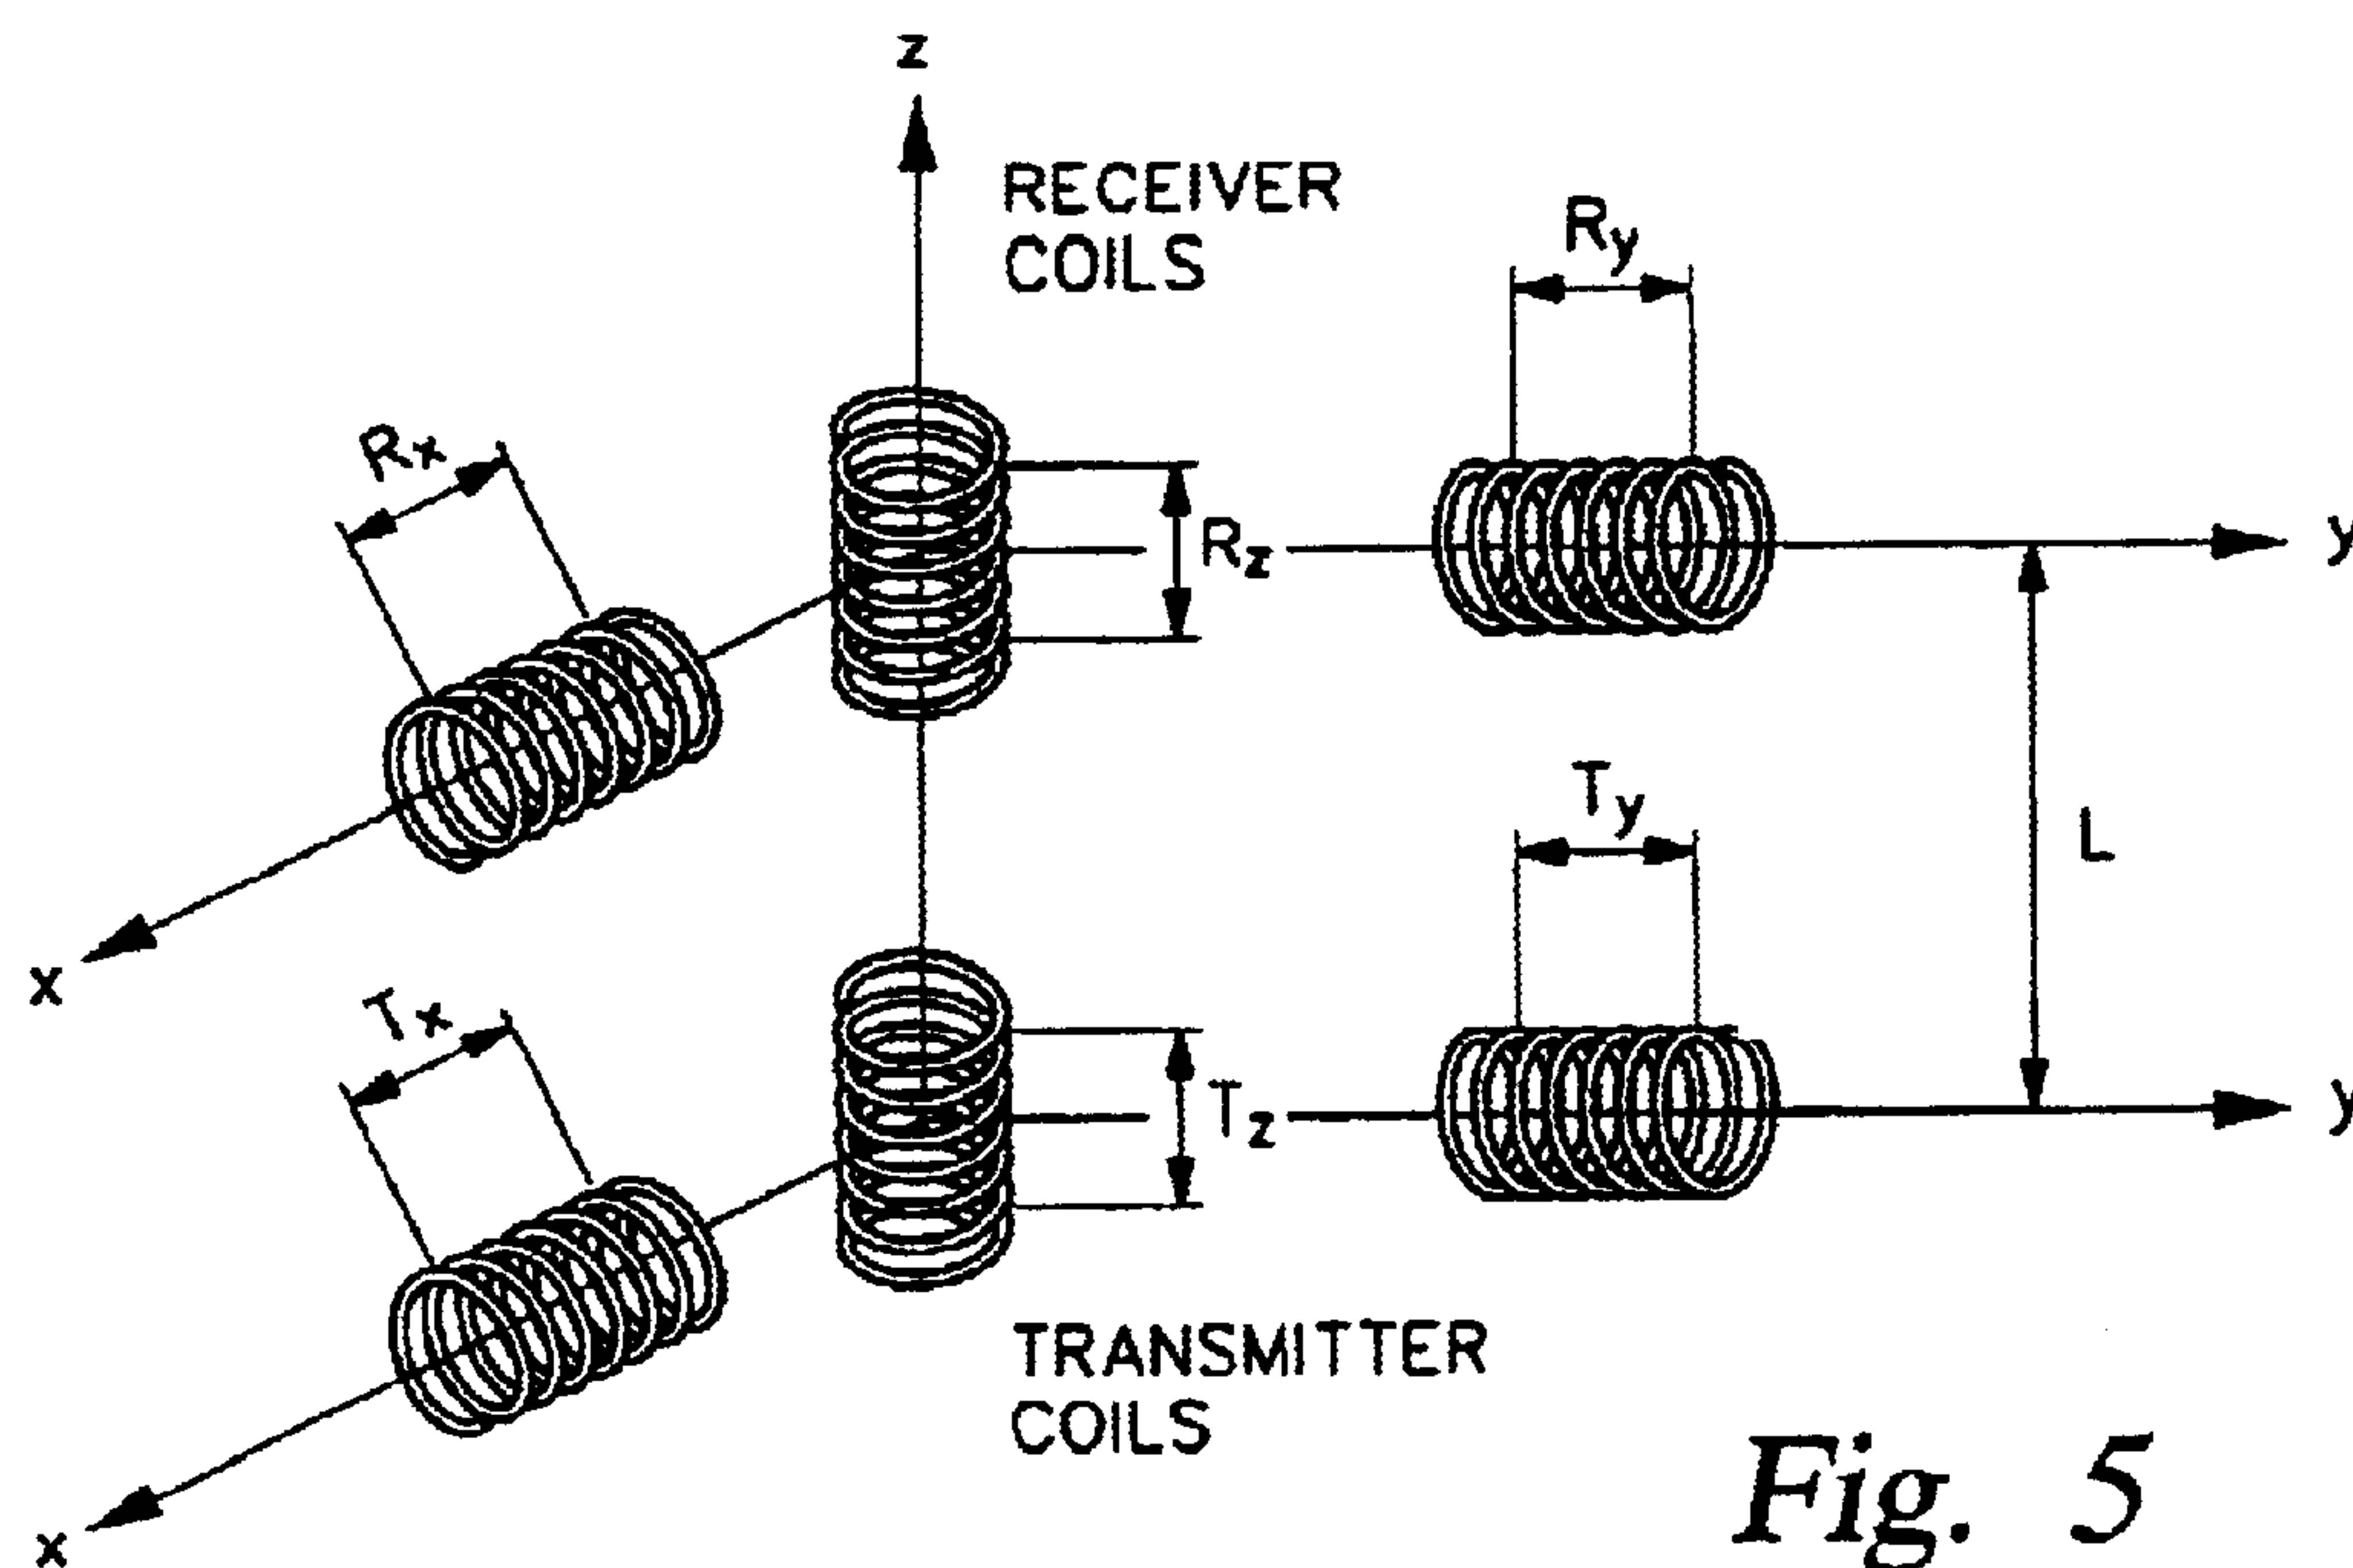 z
RECEIVER
COILS
Ry
Rx
Rz
y
x
L
Ty
Tx
Tz
y
TRANSMITTER
COILS
x
Fig. 5